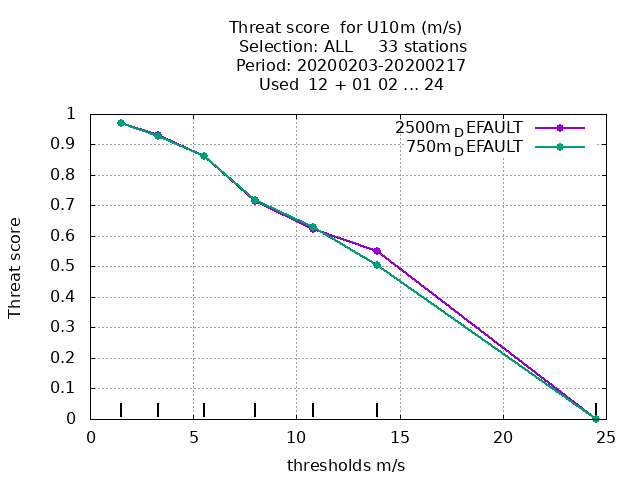 Threat score  for U10m (m/s)
Selection: ALL     33 stations
Period: 20200203-20200217
Used  12 + 01 02 ... 24
2500m_DEFAULT
750m_DEFAULT
1
0.9
0.8
0.7
0.6
0.5
0.4
0.3
0.2
0.1
0
Threat score
0 5 10 15 20 25
thresholds m/s